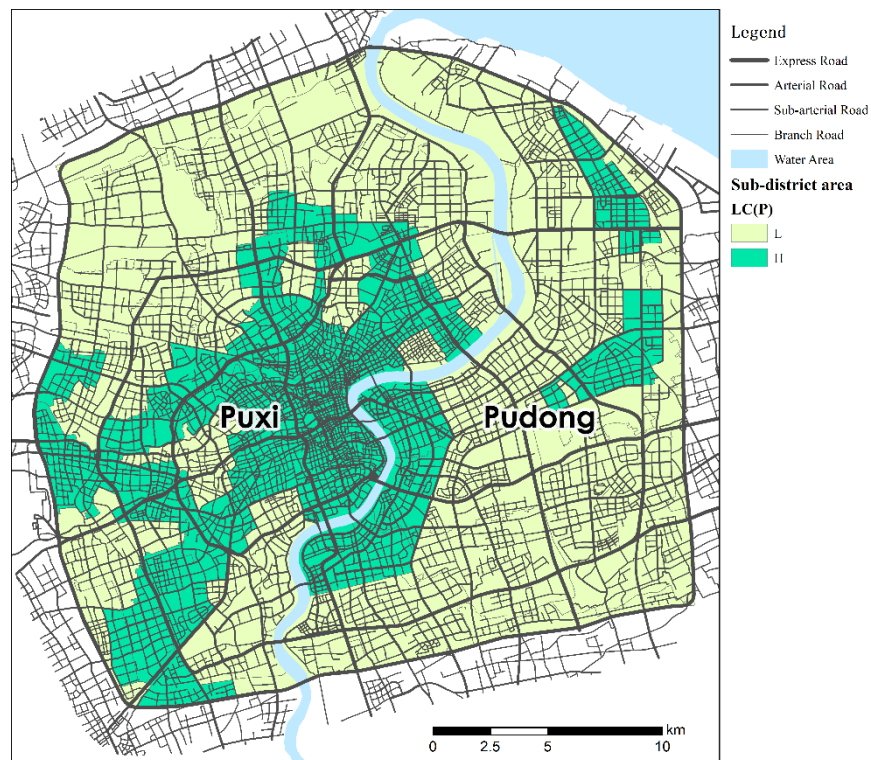 Legend
Express Road
Arterial Road
Sub-arterial Road
Branch Road
Water Area
Sub-district area
LC(P)
L
H
Puxi
Pudong
km
0 2.5 5 10